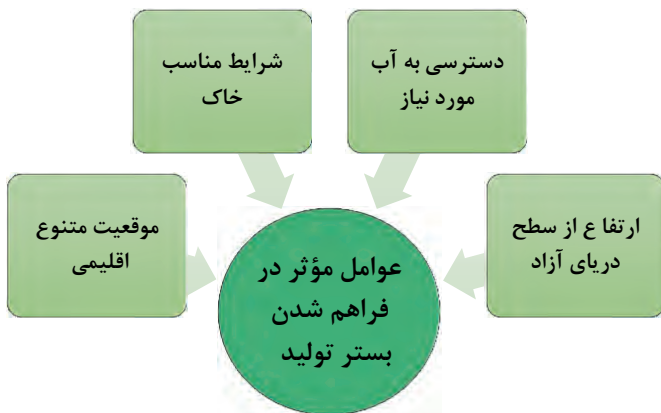 دسترسی به آب
مورد نیاز
شرایط مناسب
خاک
ارتفا ع از سطح
دریای آزاد
موقعیت متنوع
اقلیمی
عوامل مؤثر در
فراهم شدن
بستر تولید